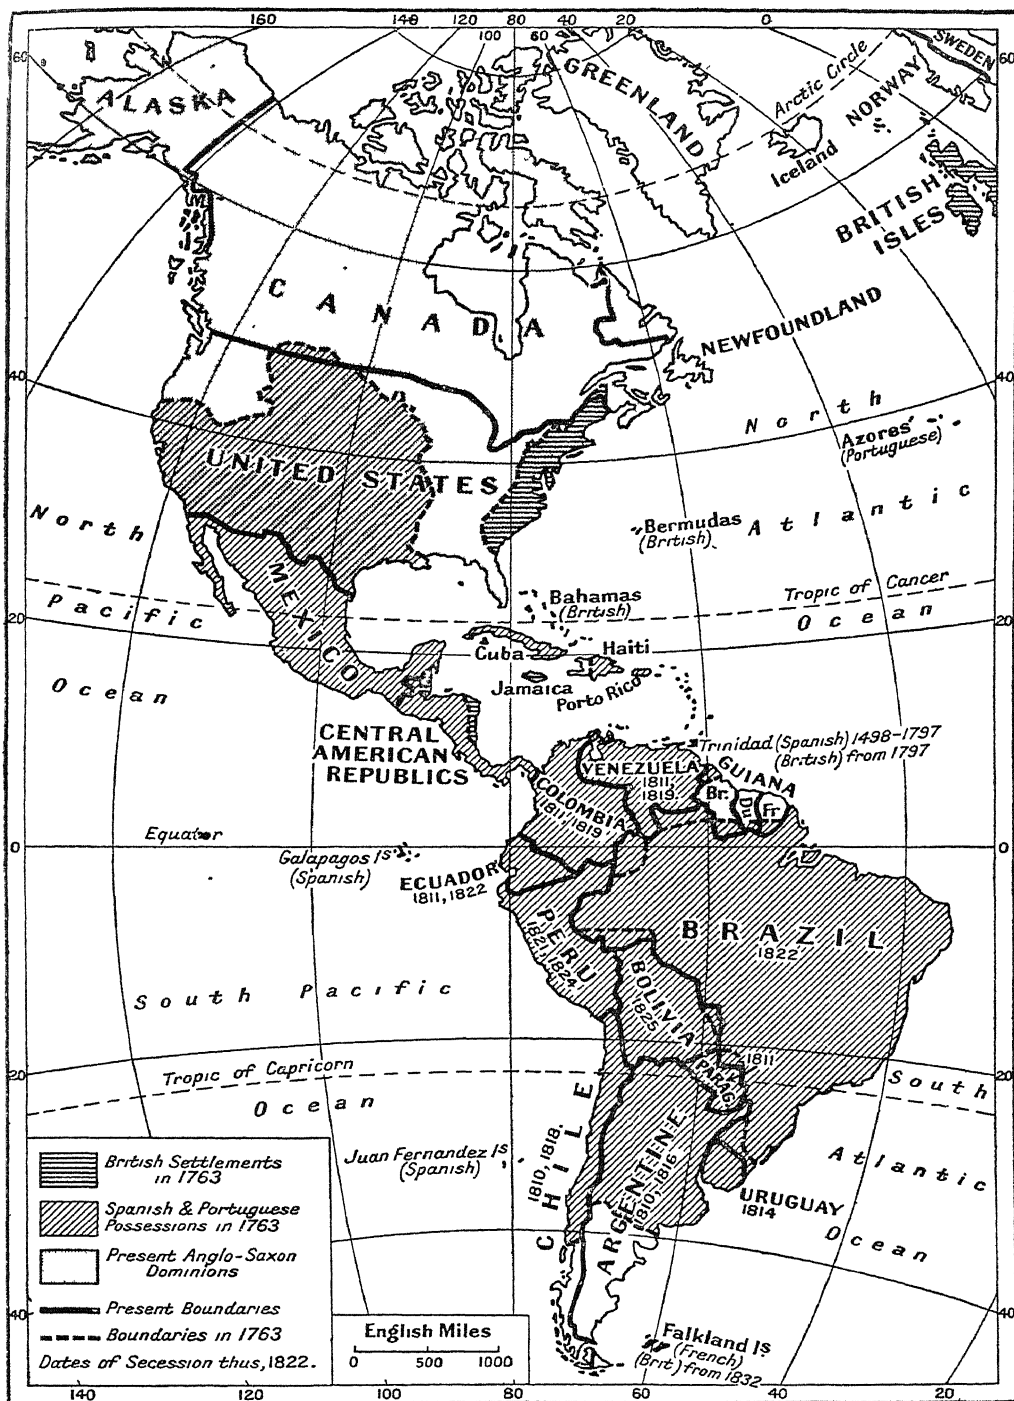 160 140 120 100 80 60 40 20 0
60 60
ALASKA
GREENLAND
Arctic Circle
SWEDEN
NORWAY
Iceland
BRITISH
ISLES
CANADA
NEWFOUNDLAND
40 40
North
Azores
(Portuguese)
UNITED STATES
Atlantic
North
Bermudas
(British)
MEXICO
Bahamas
(British)
Tropic of Cancer
Pacific
Ocean
20 20
Cuba
Haiti
Ocean
Jamaica
Porto Rico
CENTRAL
AMERICAN
REPUBLICS
Trinidad (Spanish) 1498-1797
(British) from 1797
VENEZUELA
1811,
1819.
GUIANA
Br. Du Fr.
COLOMBIA
1811, 1819
Equator
0 0
Galapagos Is
(Spanish)
ECUADOR
1811, 1822
PERU
1821, 1824
BRAZIL
1822
BOLIVIA
1825
South Pacific
1811
PARAG.
Tropic of Capricorn
South
20 20
Ocean
CHILE
1810, 1818.
Juan Fernandez Is
(Spanish)
ARGENTINE
1810, 1816
Atlantic
URUGUAY
1814
Ocean
British Settlements
in 1763
Spanish & Portuguese
Possessions in 1763
Present Anglo-Saxon
Dominions
Present Boundaries
Boundaries in 1763
Dates of Secession thus, 1822.
40 40
English Miles
0 500 1000
Falkland Is
(French)
(Brit) from 1832
140 120 100 80 60 40 20